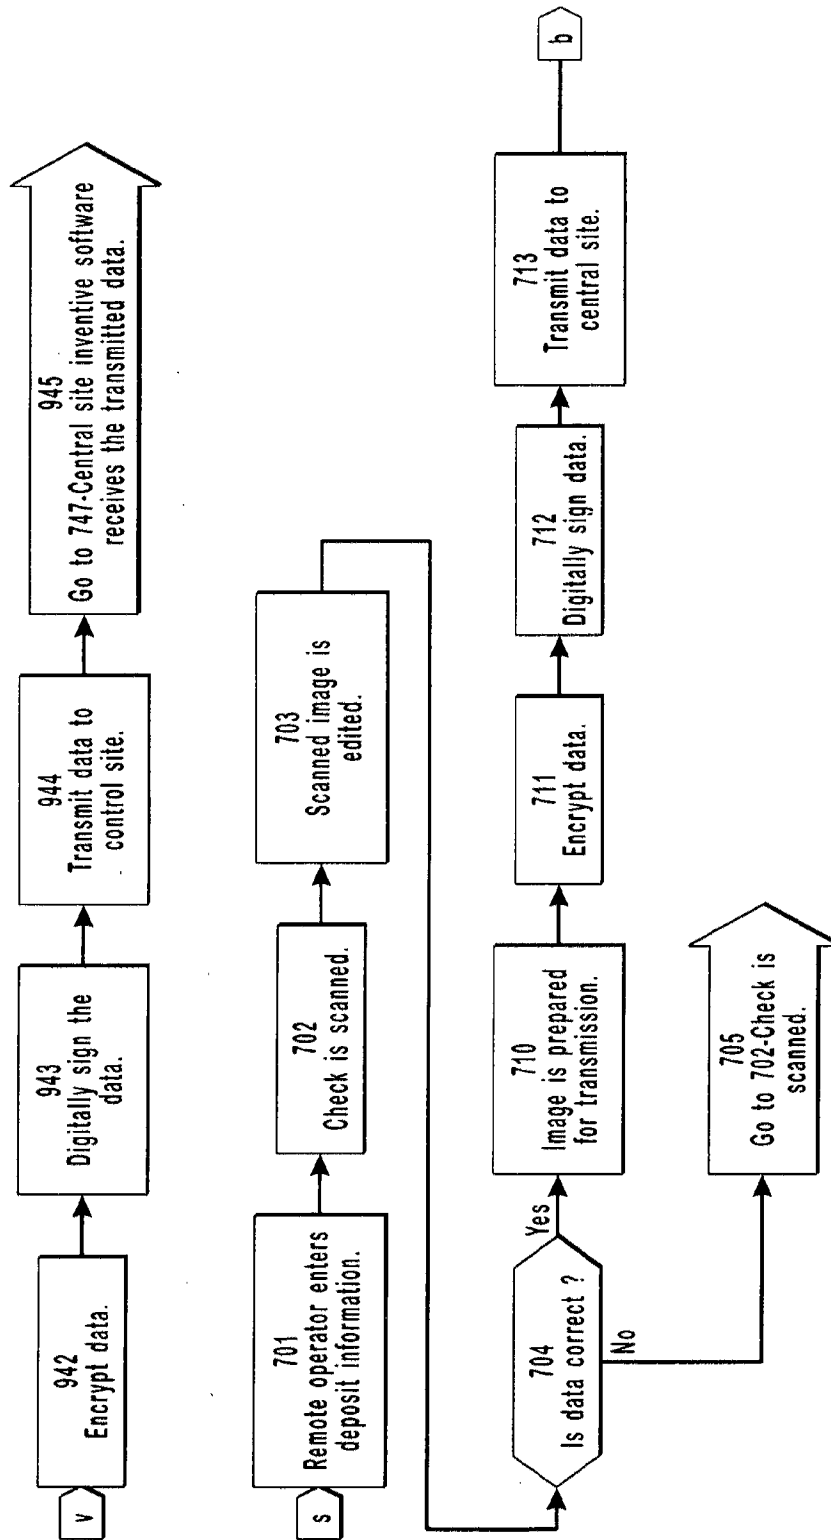 v
942
Encrypt data.
943
Digitally sign the
data.
944
Transmit data to
control site.
945
Go to 747-Central site inventive software
receives the transmitted data.
s
701
Remote operator enters
deposit information.
702
Check is scanned.
703
Scanned image is
edited.
704
Is data correct ?
Yes
No
710
Image is prepared
for transmission.
711
Encrypt data.
712
Digitally sign data.
713
Transmit data to
central site.
b
705
Go to 702-Check is
scanned.